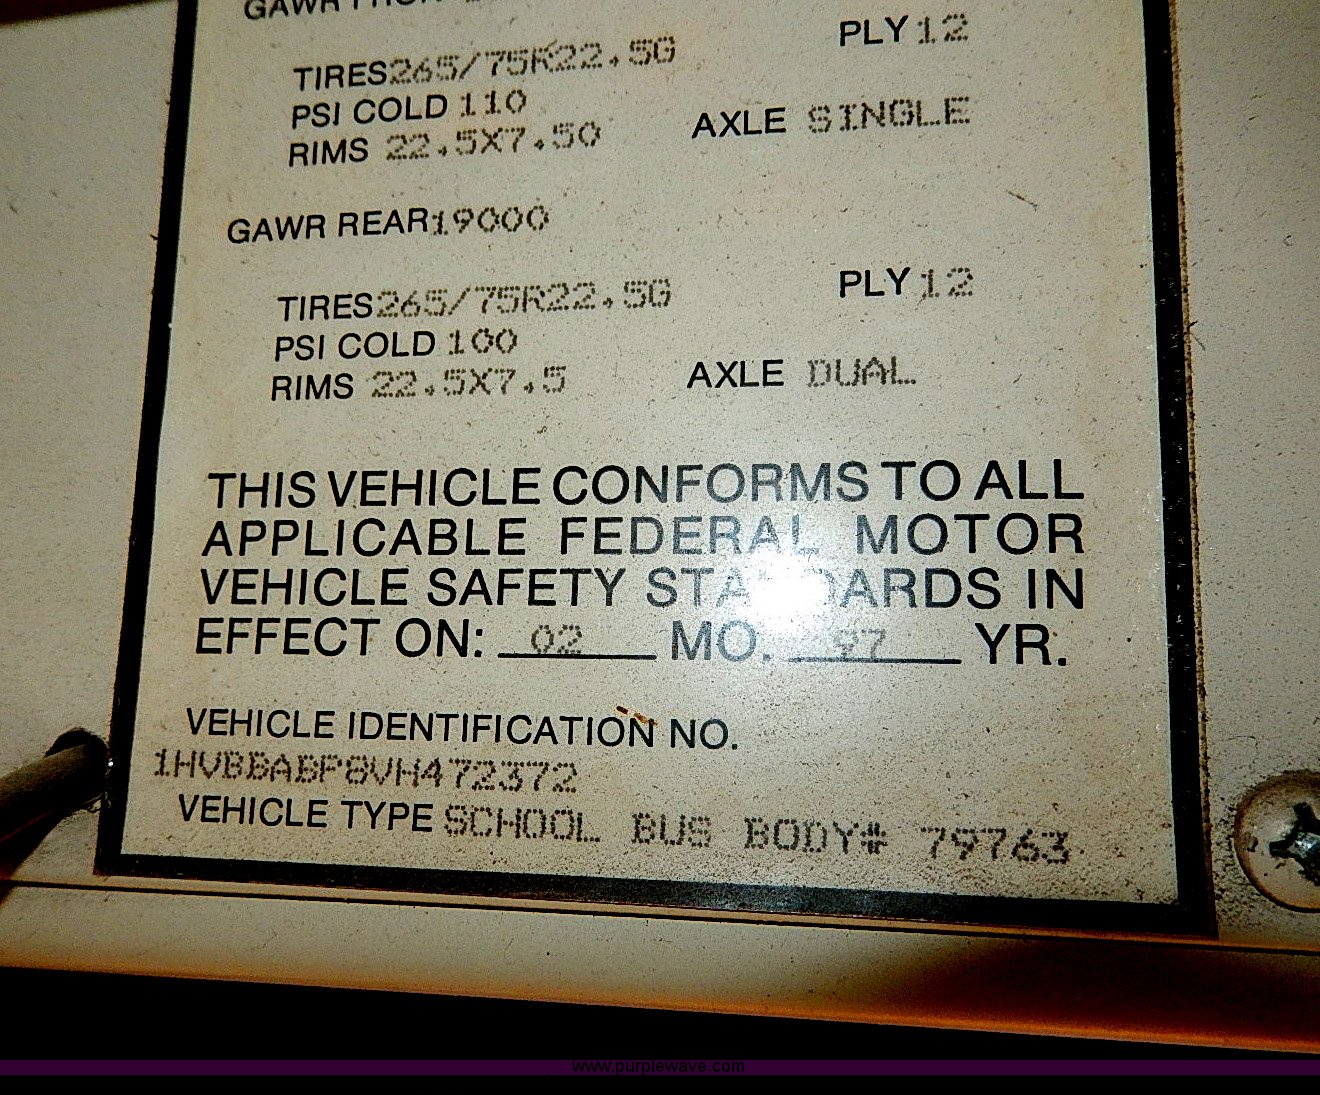 GAWR FRONT
PLY 12
TIRES 265/75R22.5G
PSI COLD 110
AXLE SINGLE
RIMS 22.5X7.50
GAWR REAR 19000
PLY 12
TIRES 265/75R22.5G
PSI COLD 100
AXLE DUAL
RIMS 22.5X7.5
THIS VEHICLE CONFORMS TO ALL
APPLICABLE FEDERAL MOTOR
VEHICLE SAFETY STANDARDS IN
EFFECT ON: 02 MO. 97 YR.
VEHICLE IDENTIFICATION NO.
1HVBBABP8VH472372
VEHICLE TYPE SCHOOL BUS BODY# 79763
www.purplewave.com